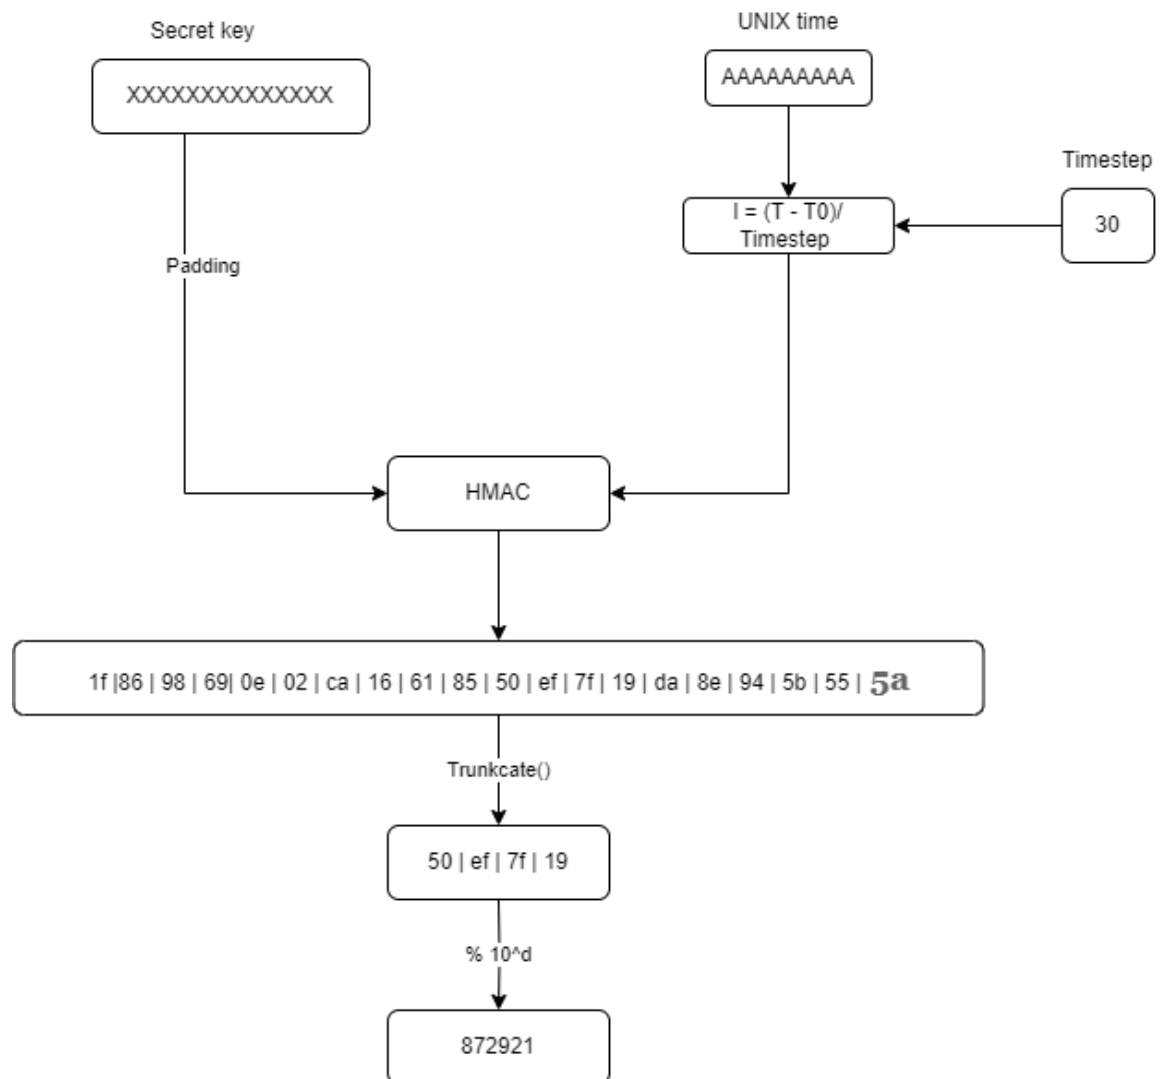 Secret key
XXXXXXXXXXXXXX
UNIX time
AAAAAAAAA
Timestep
30
I = (T - T0)/
Timestep
Padding
HMAC
1f |86 | 98 | 69| 0e | 02 | ca | 16 | 61 | 85 | 50 | ef | 7f | 19 | da | 8e | 94 | 5b | 55 | 5a
Trunkcate()
50 | ef | 7f | 19
% 10^d
872921